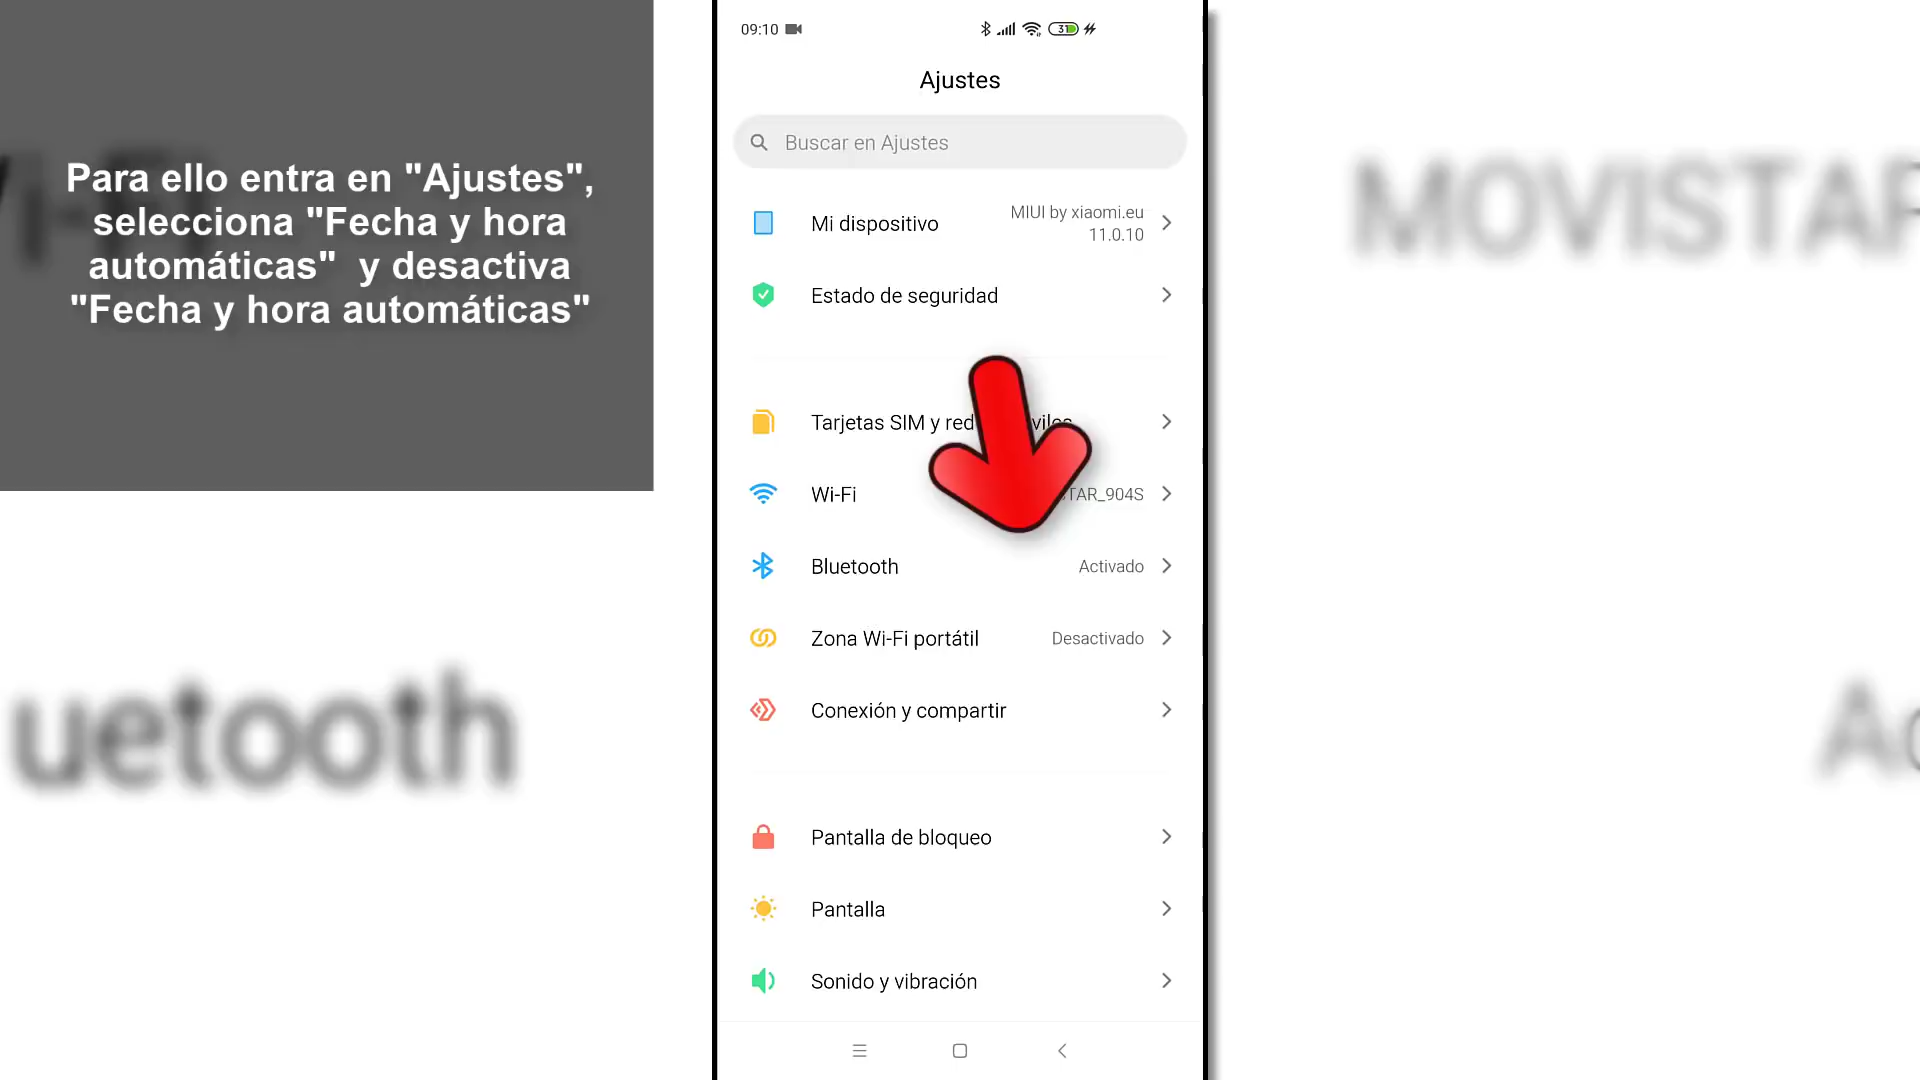 Para ello entra en "Ajustes",
selecciona "Fecha y hora
automáticas"  y desactiva
"Fecha y hora automáticas"
09:10
31
Ajustes
Buscar en Ajustes
Mi dispositivo
MIUI by xiaomi.eu
11.0.10
Estado de seguridad
Tarjetas SIM y
Wi-Fi
TAR_904S
Bluetooth
Activado
Zona Wi-Fi portátil
Desactivado
Conexión y compartir
Pantalla de bloqueo
Pantalla
Sonido y vibración
MOVISTAR
uetooth